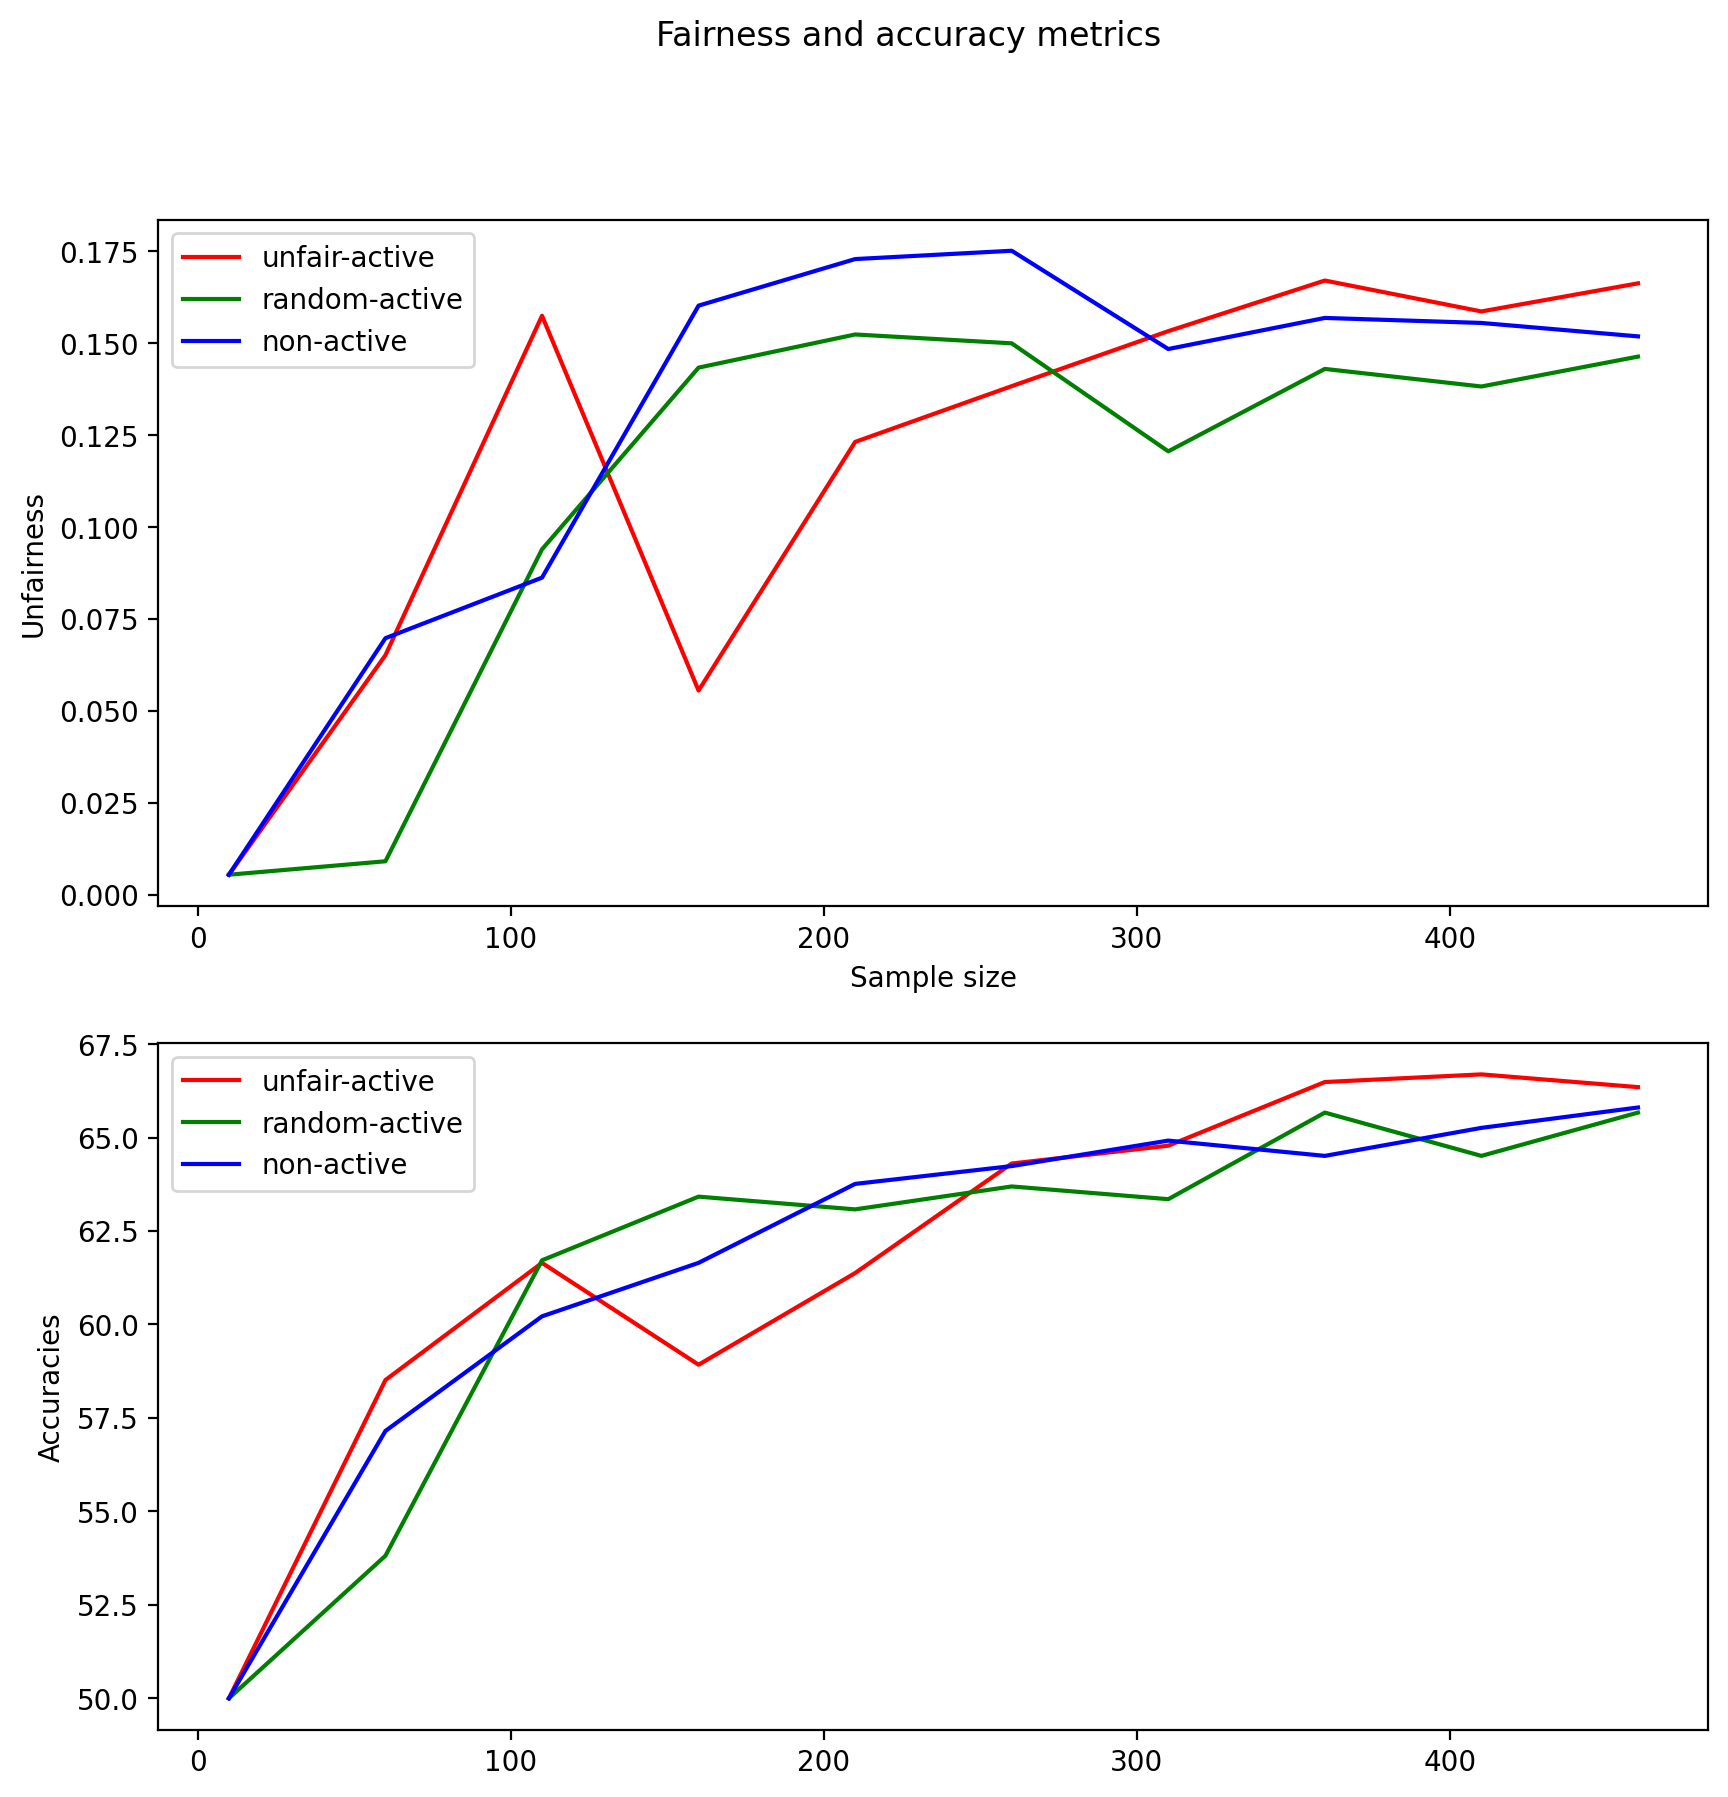 Fairness and accuracy metrics
unfair-active
random-active
non-active
0.175
0.150
0.125
0.100
0.075
0.050
0.025
0.000
Unfairness
0 100 200 300 400
Sample size
unfair-active
random-active
non-active
67.5
65.0
62.5
60.0
57.5
55.0
52.5
50.0
Accuracies
0 100 200 300 400